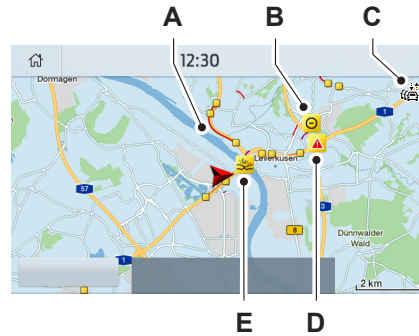 A
B
C
12:30
Dormagen
1
Leverkusen
57
3
Dünnwalder
Wald
8
1
2 km
E
D